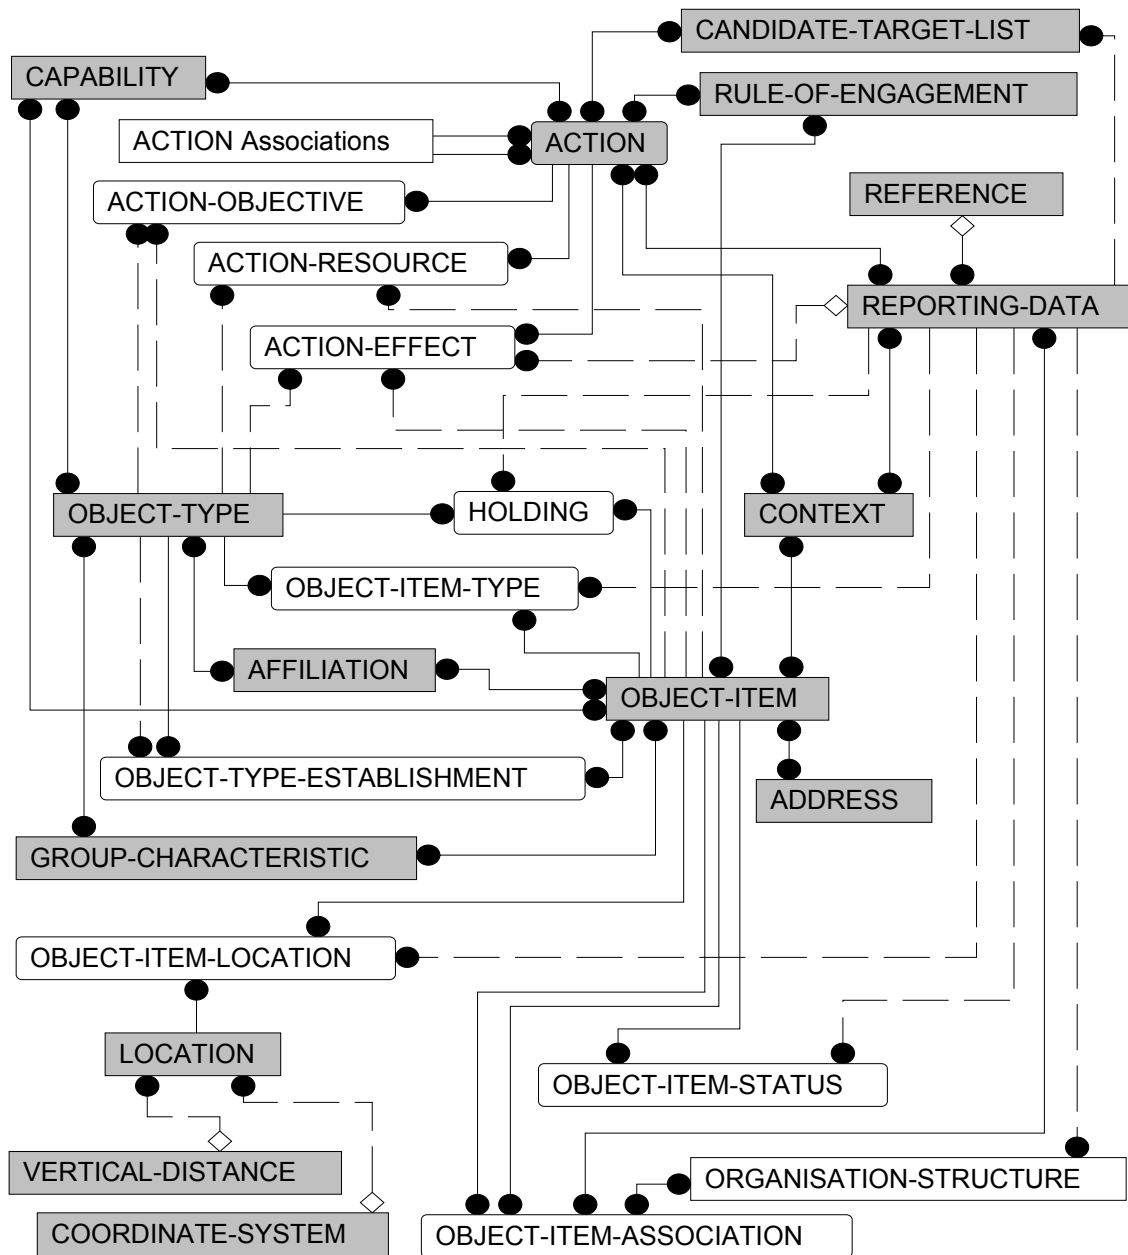 CANDIDATE-TARGET-LIST
CAPABILITY
RULE-OF-ENGAGEMENT
ACTION Associations
ACTION
ACTION-OBJECTIVE
REFERENCE
ACTION-RESOURCE
REPORTING-DATA
ACTION-EFFECT
OBJECT-TYPE
HOLDING
CONTEXT
OBJECT-ITEM-TYPE
AFFILIATION
OBJECT-ITEM
OBJECT-TYPE-ESTABLISHMENT
ADDRESS
GROUP-CHARACTERISTIC
OBJECT-ITEM-LOCATION
LOCATION
OBJECT-ITEM-STATUS
VERTICAL-DISTANCE
ORGANISATION-STRUCTURE
COORDINATE-SYSTEM
OBJECT-ITEM-ASSOCIATION